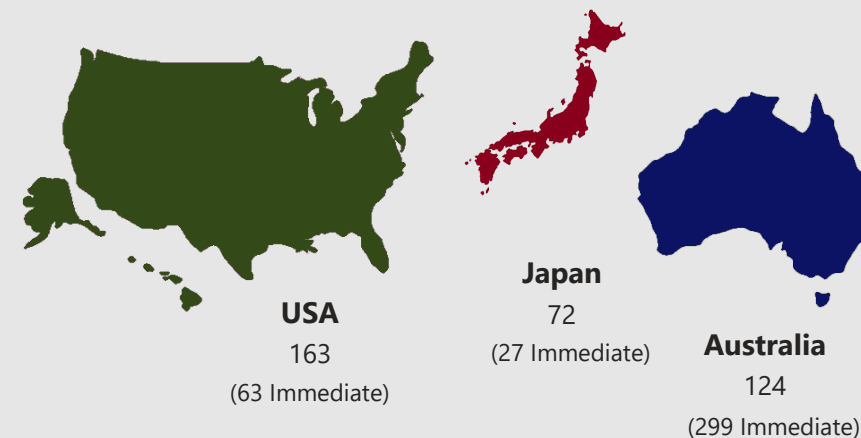 USA
163
(63 Immediate)
Japan
72
(27 Immediate)
Australia
124
(299 Immediate)